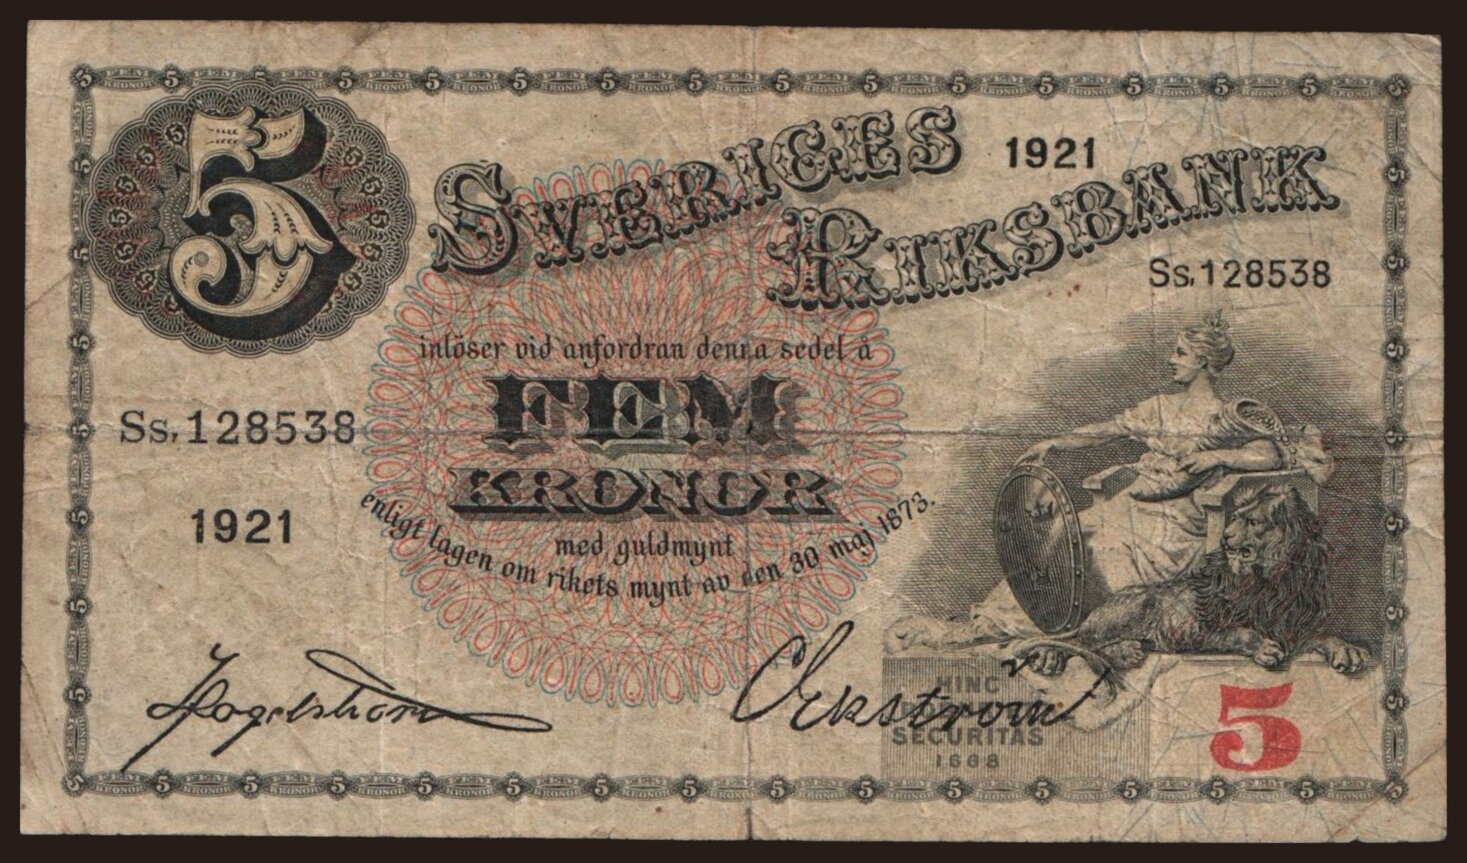 5
SVERIGES
1921
RIKSBANK
Ss. 128538
inlöser vid anfordran denna sedel å
FEM
KRONOR
Ss. 128538
1921
med guldmynt
enligt lagen om rikets mynt av den 30 maj 1873.
Ekström
HINC
SECURITAS
1668
5